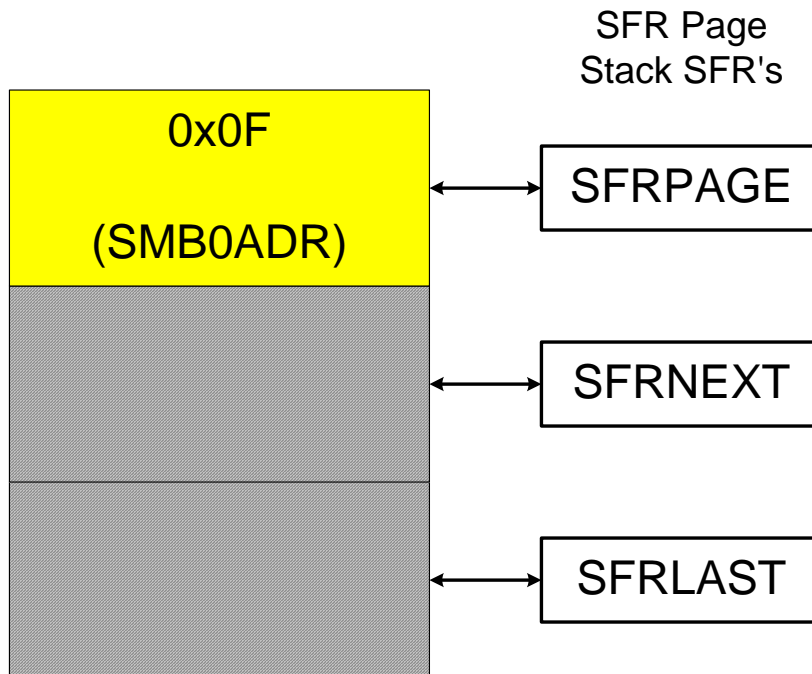 SFR Page
Stack SFR's
0x0F
(SMB0ADR)
SFRPAGE
SFRNEXT
SFRLAST